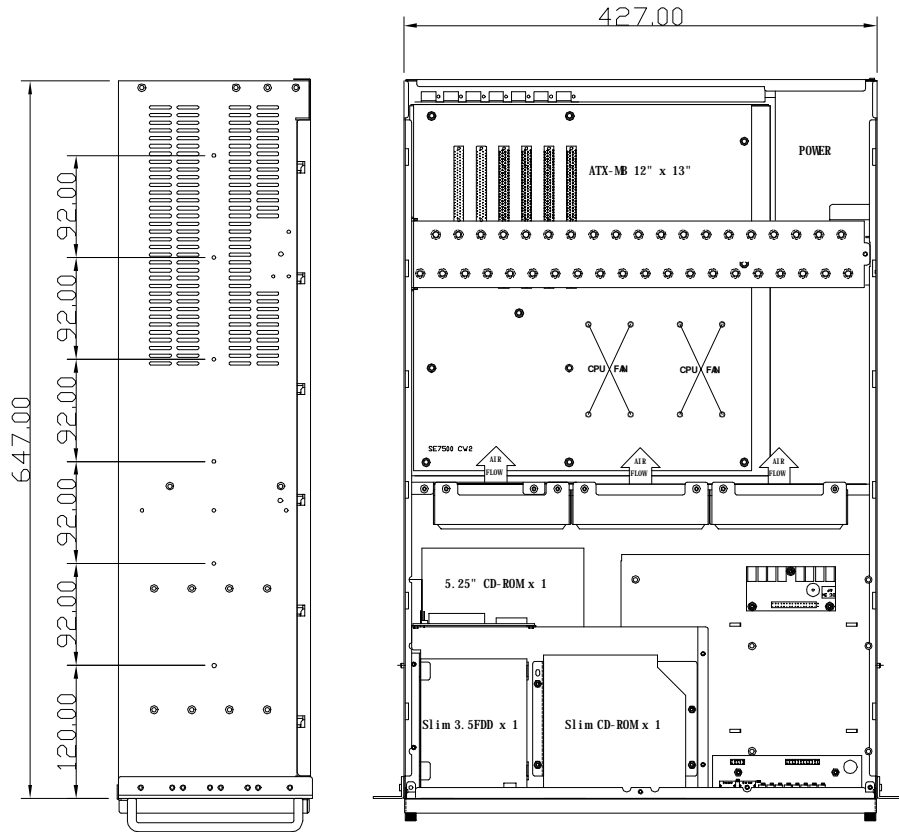 427.00
647.00
92.00
92.00
92.00
92.00
92.00
120.00
POWER
ATX-MB 12" x 13"
CPU FAN
CPU FAN
SE7500 CW2
AIR
FLOW
AIR
FLOW
AIR
FLOW
5.25" CD-ROM x 1
Slim 3.5FDD x 1
Slim CD-ROM x 1